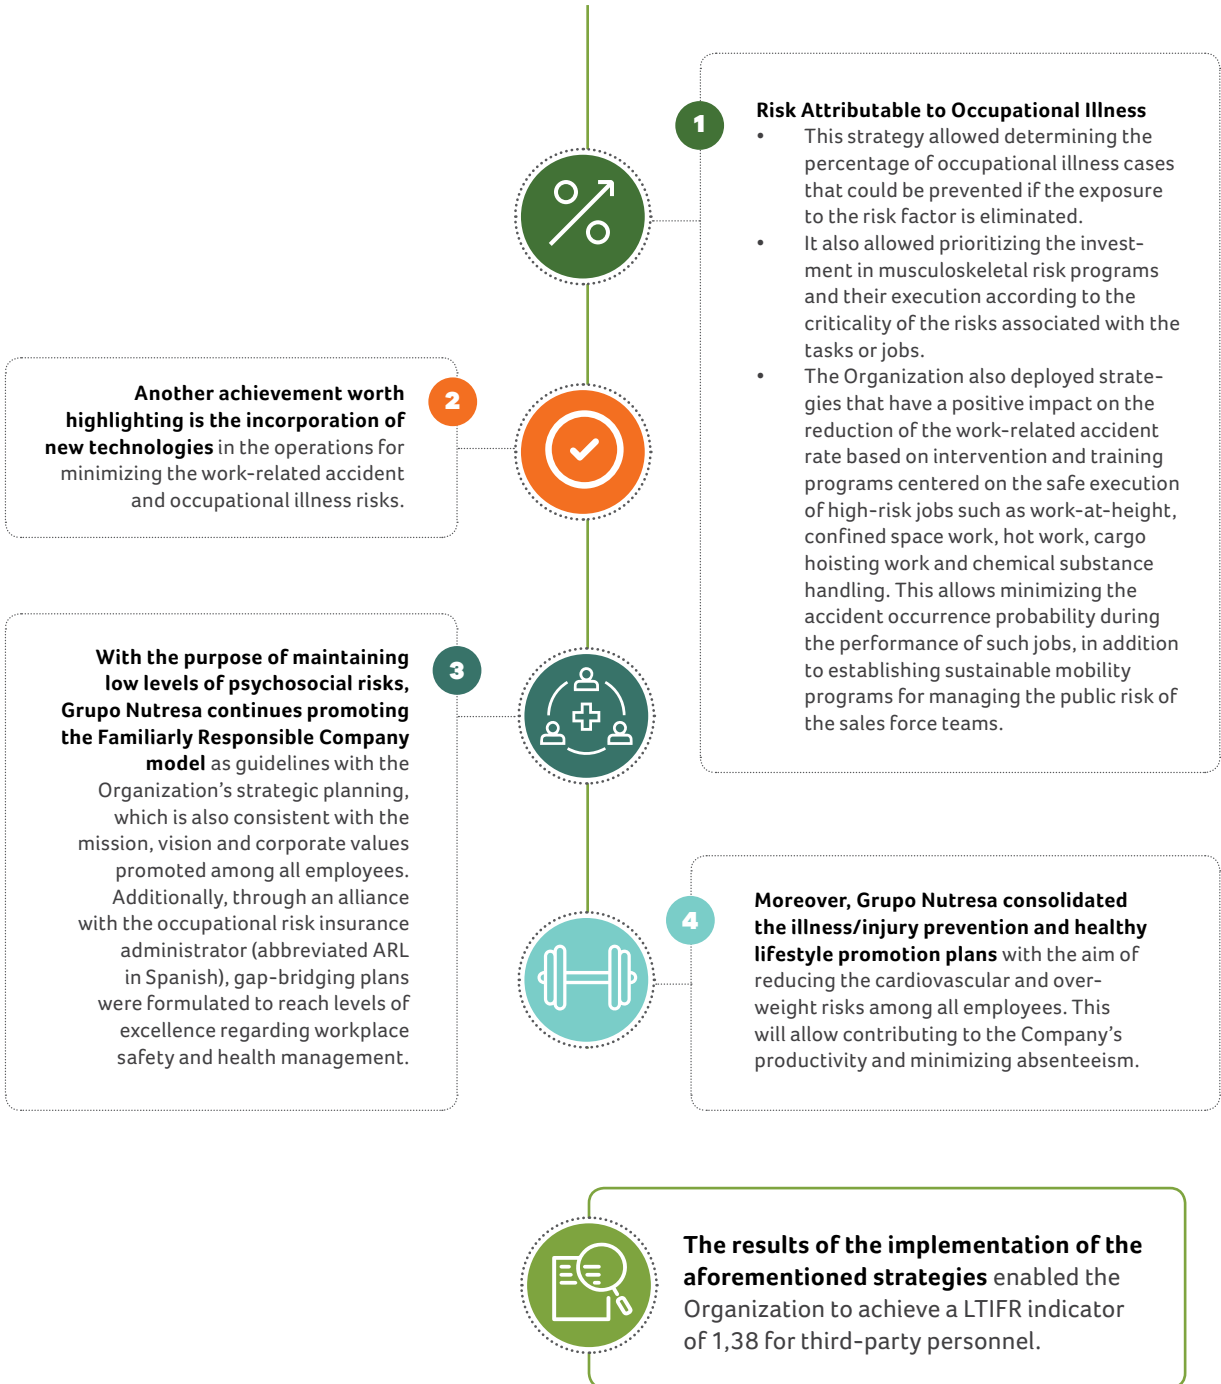 1
Risk Attributable to Occupational Illness
• This strategy allowed determining the
percentage of occupational illness cases
that could be prevented if the exposure
to the risk factor is eliminated.
• It also allowed prioritizing the invest-
ment in musculoskeletal risk programs
and their execution according to the
criticality of the risks associated with the
tasks or jobs.
• The Organization also deployed strate-
gies that have a positive impact on the
reduction of the work-related accident
rate based on intervention and training
programs centered on the safe execution
of high-risk jobs such as work-at-height,
confined space work, hot work, cargo
hoisting work and chemical substance
handling. This allows minimizing the
accident occurrence probability during
the performance of such jobs, in addition
to establishing sustainable mobility
programs for managing the public risk of
the sales force teams.
2
Another achievement worth
highlighting is the incorporation of
new technologies in the operations for
minimizing the work-related accident
and occupational illness risks.
3
With the purpose of maintaining
low levels of psychosocial risks,
Grupo Nutresa continues promoting
the Familiarly Responsible Company
model as guidelines with the
Organization's strategic planning,
which is also consistent with the
mission, vision and corporate values
promoted among all employees.
Additionally, through an alliance
with the occupational risk insurance
administrator (abbreviated ARL
in Spanish), gap-bridging plans
were formulated to reach levels of
excellence regarding workplace
safety and health management.
4
Moreover, Grupo Nutresa consolidated
the illness/injury prevention and healthy
lifestyle promotion plans with the aim of
reducing the cardiovascular and over-
weight risks among all employees. This
will allow contributing to the Company's
productivity and minimizing absenteeism.
The results of the implementation of the
aforementioned strategies enabled the
Organization to achieve a LTIFR indicator
of 1,38 for third-party personnel.